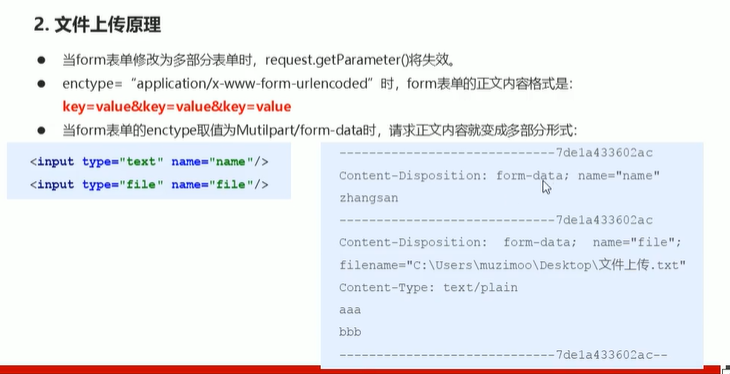 2. 文件上传原理
● 当form表单修改为多部分表单时，request.getParameter()将失效。
● enctype=“application/x-www-form-urlencoded”时，form表单的正文内容格式是：
key=value&key=value&key=value
● 当form表单的enctype取值为Mutilpart/form-data时，请求正文内容就变成多部分形式：
<input type="text" name="name"/>
<input type="file" name="file"/>
-----------------------------7de1a433602ac
Content-Disposition: form-data; name="name"
zhangsan
-----------------------------7de1a433602ac
Content-Disposition: form-data; name="file";
filename="C:\Users\muzimoo\Desktop\文件上传.txt"
Content-Type: text/plain
aaa
bbb
-----------------------------7de1a433602ac--